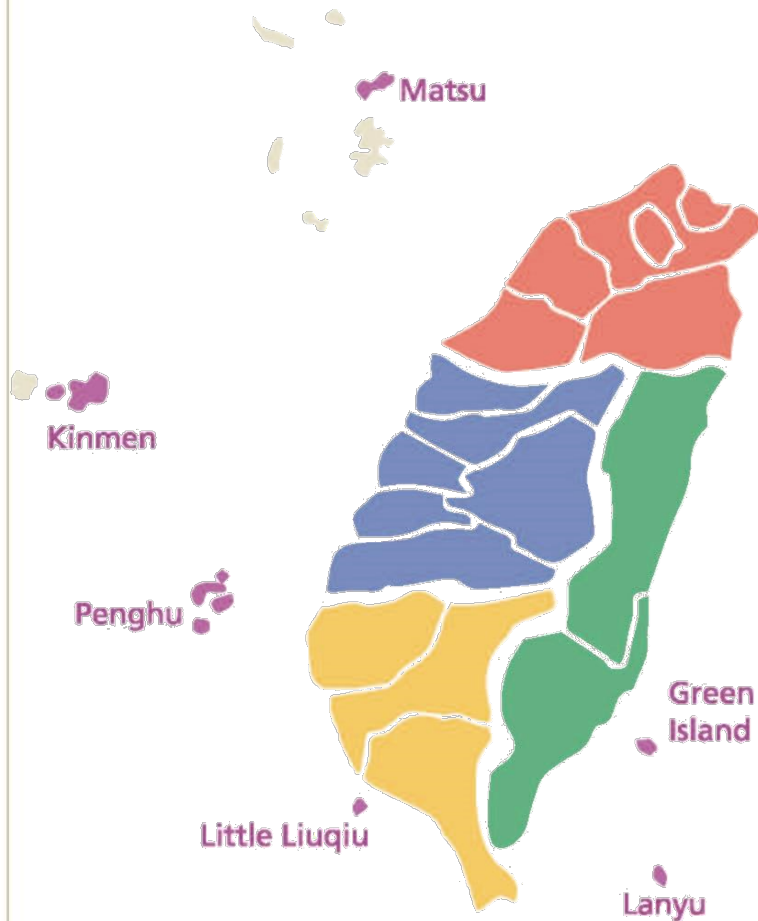 Matsu
Kinmen
Penghu
Green
Island
Little Liuqiu
Lanyu